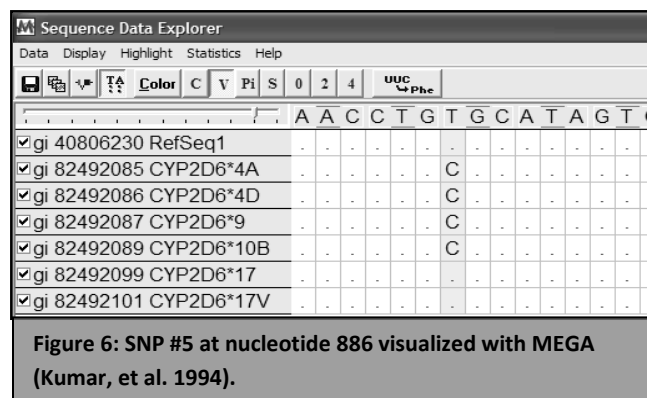 Sequence Data Explorer
Data Display Highlight Statistics Help
TA Color C V Pi S 0 2 4 UUC Phe
A A C C T G T G C A T A G T
gi 40806230 RefSeq1 . . . . . . . . . . . . . .
gi 82492085 CYP2D6*4A . . . . . . C . . . . . . .
gi 82492086 CYP2D6*4D . . . . . . C . . . . . . .
gi 82492087 CYP2D6*9 . . . . . . C . . . . . . .
gi 82492089 CYP2D6*10B . . . . . . C . . . . . . .
gi 82492099 CYP2D6*17 . . . . . . . . . . . . . .
gi 82492101 CYP2D6*17V . . . . . . . . . . . . . .
Figure 6: SNP #5 at nucleotide 886 visualized with MEGA
(Kumar, et al. 1994).